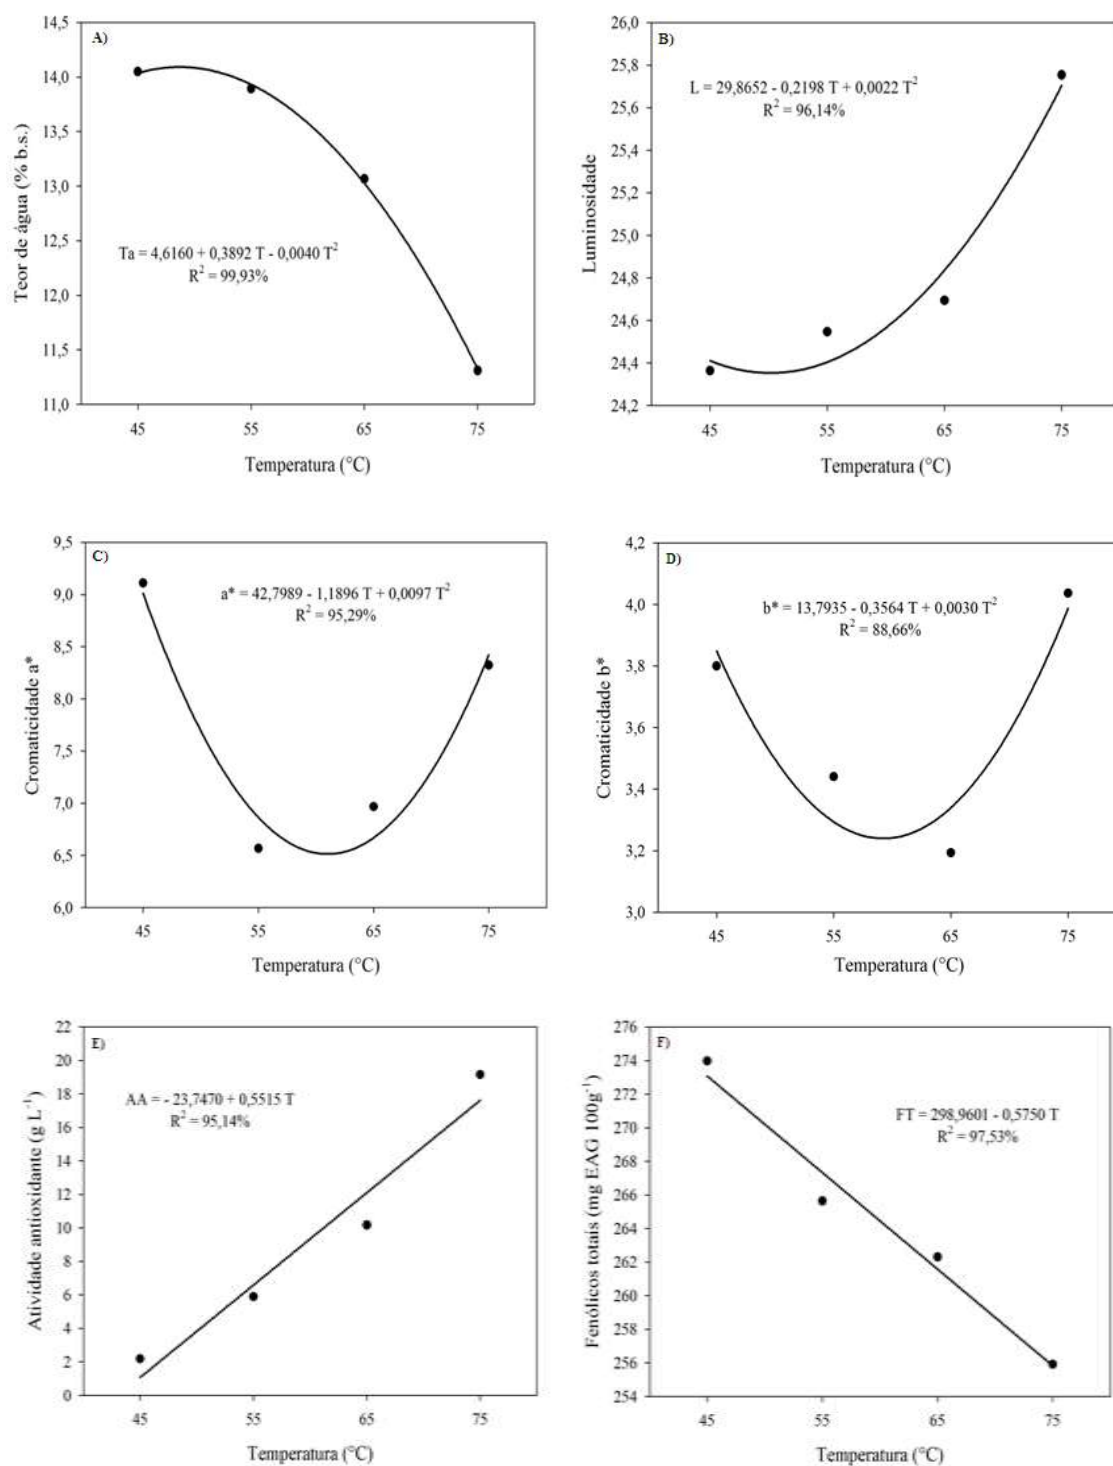 A)
Teor de água (% b.s.)
14,5
14,0
13,5
13,0
12,5
12,0
11,5
11,0
Ta = 4,6160 + 0,3892 T - 0,0040 T²
R² = 99,93%
45 55 65 75
Temperatura (°C)
B)
Luminosidade
26,0
25,8
25,6
25,4
25,2
25,0
24,8
24,6
24,4
24,2
L = 29,8652 - 0,2198 T + 0,0022 T²
R² = 96,14%
45 55 65 75
Temperatura (°C)
C)
Cromaticidade a*
9,5
9,0
8,5
8,0
7,5
7,0
6,5
6,0
a* = 42,7989 - 1,1896 T + 0,0097 T²
R² = 95,29%
45 55 65 75
Temperatura (°C)
D)
Cromaticidade b*
4,2
4,0
3,8
3,6
3,4
3,2
3,0
b* = 13,7935 - 0,3564 T + 0,0030 T²
R² = 88,66%
45 55 65 75
Temperatura (°C)
E)
Atividade antioxidante (g L⁻¹)
22
20
18
16
14
12
10
8
6
4
2
0
AA = - 23,7470 + 0,5515 T
R² = 95,14%
45 55 65 75
Temperatura (°C)
F)
Fenólicos totais (mg EAG 100g⁻¹)
276
274
272
270
268
266
264
262
260
258
256
254
FT = 298,9601 - 0,5750 T
R² = 97,53%
45 55 65 75
Temperatura (°C)